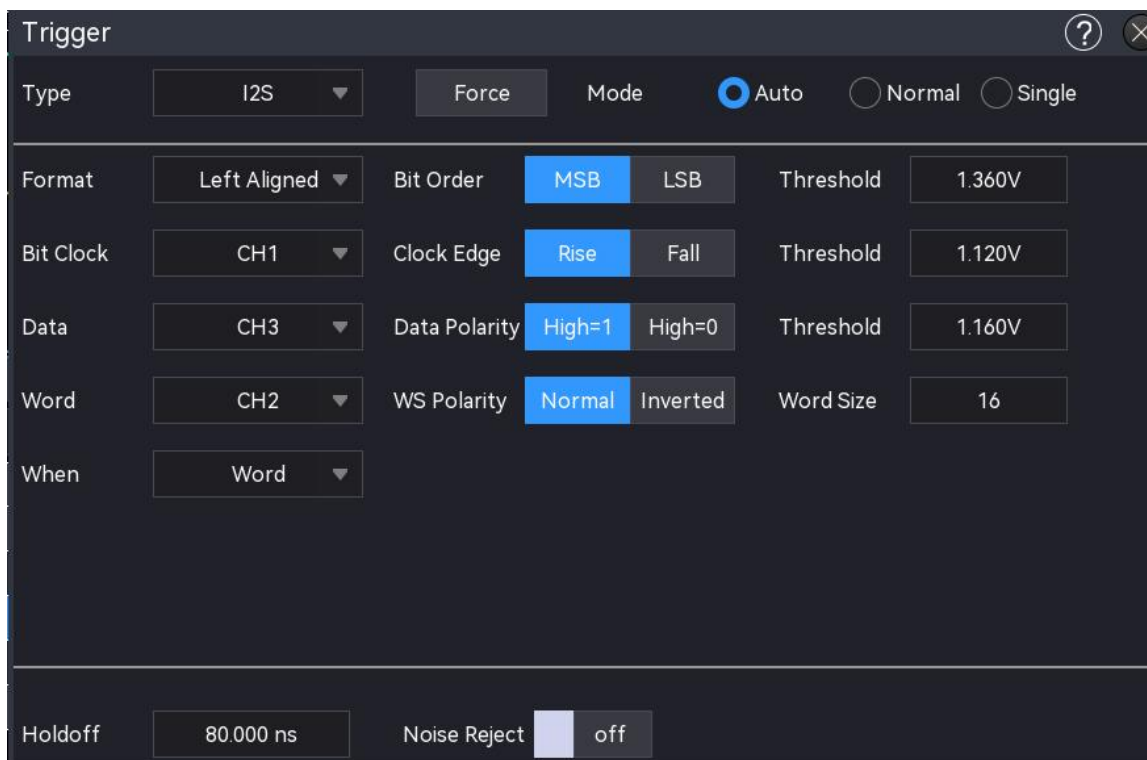 Trigger ?
Type I2S Force Mode Auto Normal Single
Format Left Aligned Bit Order MSB LSB Threshold 1.360V
Bit Clock CH1 Clock Edge Rise Fall Threshold 1.120V
Data CH3 Data Polarity High=1 High=0 Threshold 1.160V
Word CH2 WS Polarity Normal Inverted Word Size 16
When Word
Holdoff 80.000 ns Noise Reject off